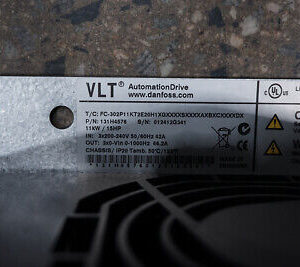 VLT® AutomationDrive
www.danfoss.com
T/C: FC-302P11KT2E20H1XGXXXXSXXXXAXBXCXXXXDX
P/N: 131H4578 S/N: 012412G341
11kW / 15HP
IN: 3x200-240V 50/60Hz 42A
OUT: 3x0-Vin 0-1000Hz 46.2A
CHASSIS/ IP20 Tamb. 50°C/122°F